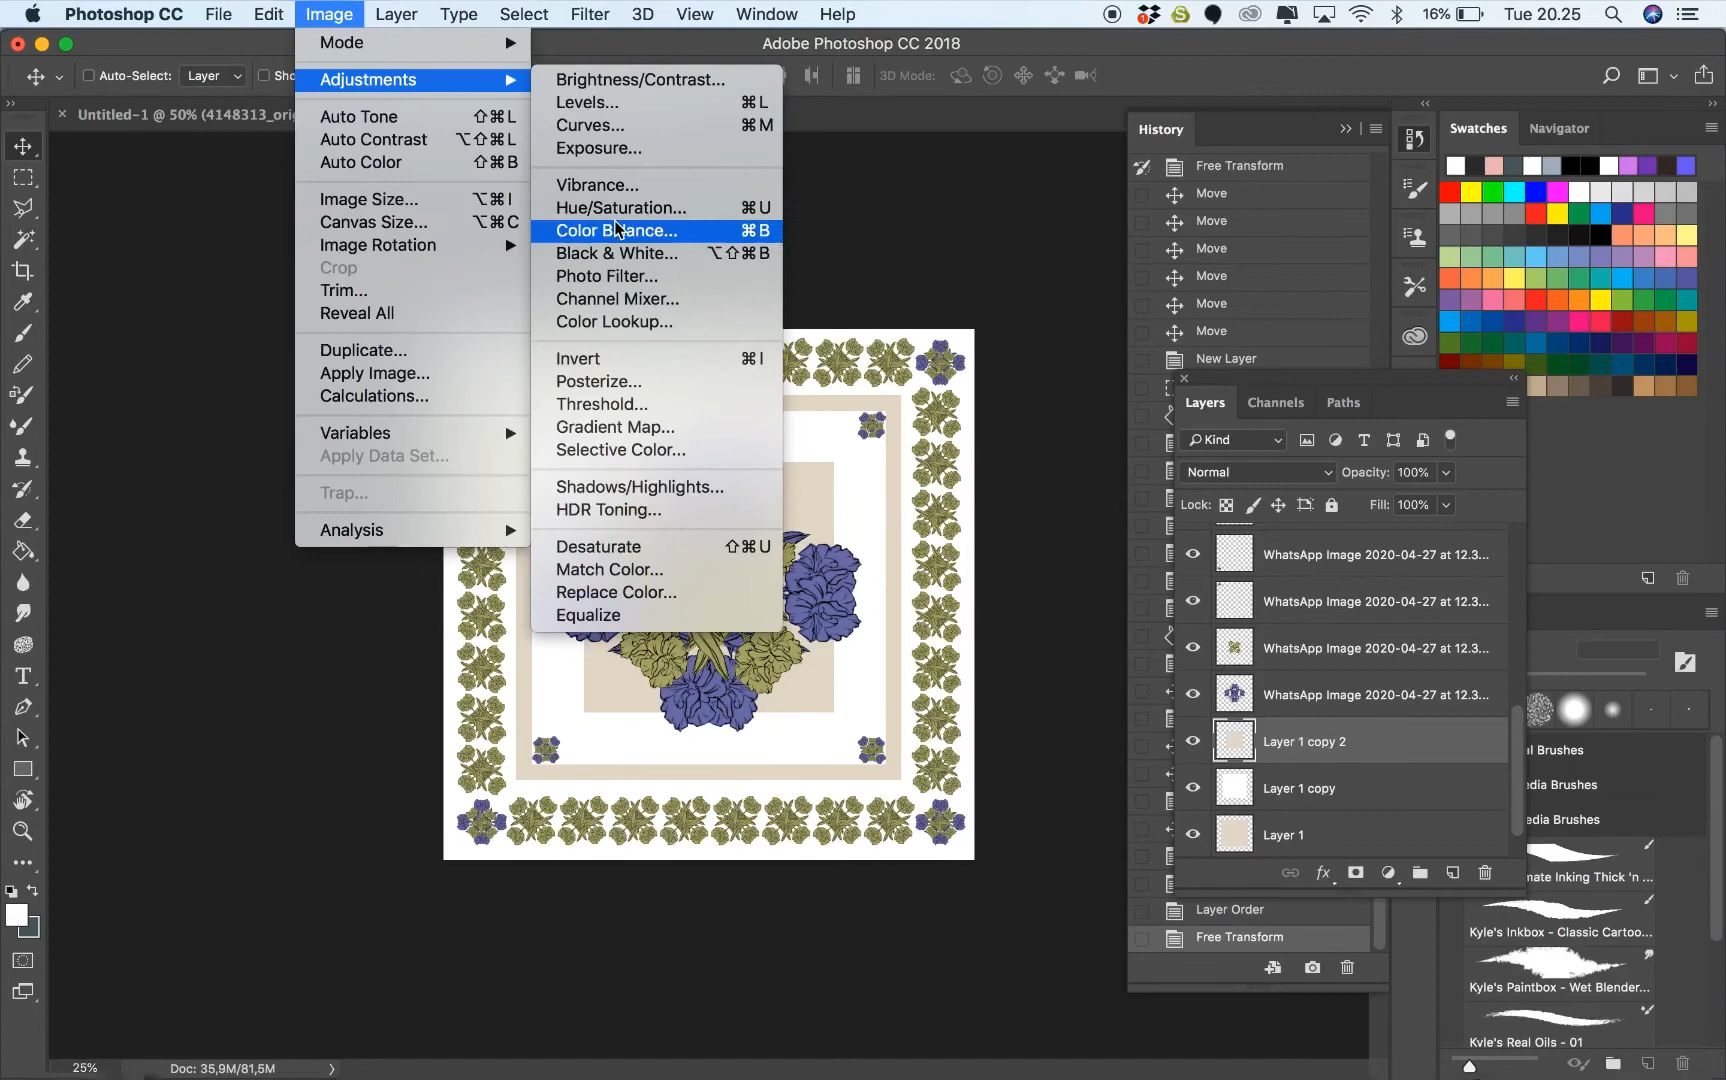 Photoshop CC File Edit Image Layer Type Select Filter 3D View Window Help 1 16% Tue 20.25
Adobe Photoshop CC 2018
Auto-Select: Layer 3D Mode:
Untitled-1 @ 50%
Mode
Adjustments
Auto Tone ⇧⌘L
Auto Contrast ⌥⇧⌘L
Auto Color ⇧⌘B
Image Size... ⌥⌘I
Canvas Size... ⌥⌘C
Image Rotation
Crop
Trim...
Reveal All
Duplicate...
Apply Image...
Calculations...
Variables
Apply Data Set...
Trap...
Analysis
Brightness/Contrast...
Levels... ⌘L
Curves... ⌘M
Exposure...
Vibrance...
Hue/Saturation... ⌘U
Color Balance... ⌘B
Black & White... ⌥⇧⌘B
Photo Filter...
Channel Mixer...
Color Lookup...
Invert ⌘I
Posterize...
Threshold...
Gradient Map...
Selective Color...
Shadows/Highlights...
HDR Toning...
Desaturate ⇧⌘U
Match Color...
Replace Color...
Equalize
History
Free Transform
Move
Move
Move
Move
Move
Move
New Layer
Layer Order
Free Transform
Swatches Navigator
Layers Channels Paths
Kind
Normal Opacity: 100%
Lock: Fill: 100%
WhatsApp Image 2020-04-27 at 12.3...
WhatsApp Image 2020-04-27 at 12.3...
WhatsApp Image 2020-04-27 at 12.3...
WhatsApp Image 2020-04-27 at 12.3...
Layer 1 copy 2
Layer 1 copy
Layer 1
fx
Brushes
Brushes
Brushes
Kyle's Inkbox - Classic Cartoo...
Kyle's Paintbox - Wet Blender...
Kyle's Real Oils - 01
25% Doc: 35,9M/81,5M